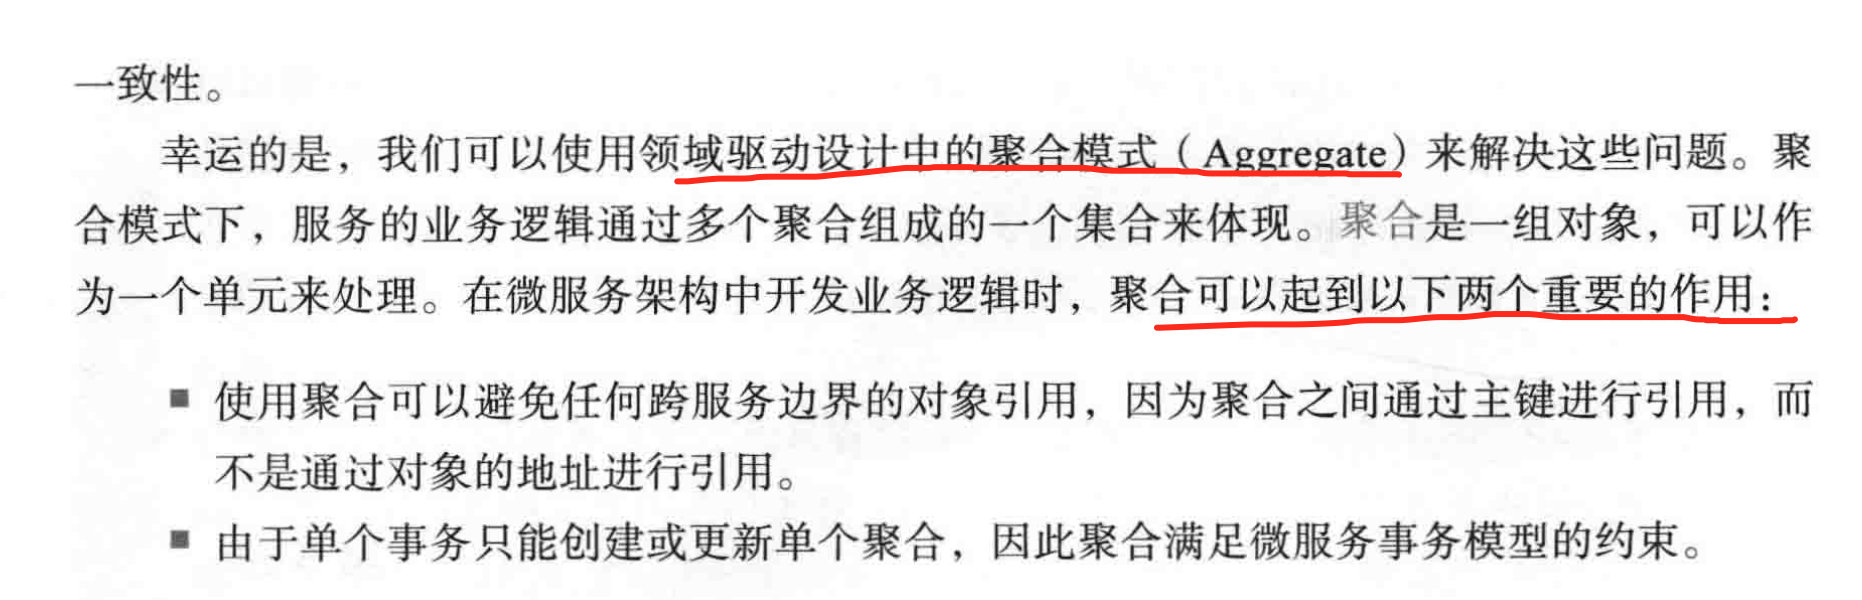 一致性。
幸运的是，我们可以使用领域驱动设计中的聚合模式（Aggregate）来解决这些问题。聚
合模式下，服务的业务逻辑通过多个聚合组成的一个集合来体现。聚合是一组对象，可以作
为一个单元来处理。在微服务架构中开发业务逻辑时，聚合可以起到以下两个重要的作用：
■ 使用聚合可以避免任何跨服务边界的对象引用，因为聚合之间通过主键进行引用，而
不是通过对象的地址进行引用。
■ 由于单个事务只能创建或更新单个聚合，因此聚合满足微服务事务模型的约束。